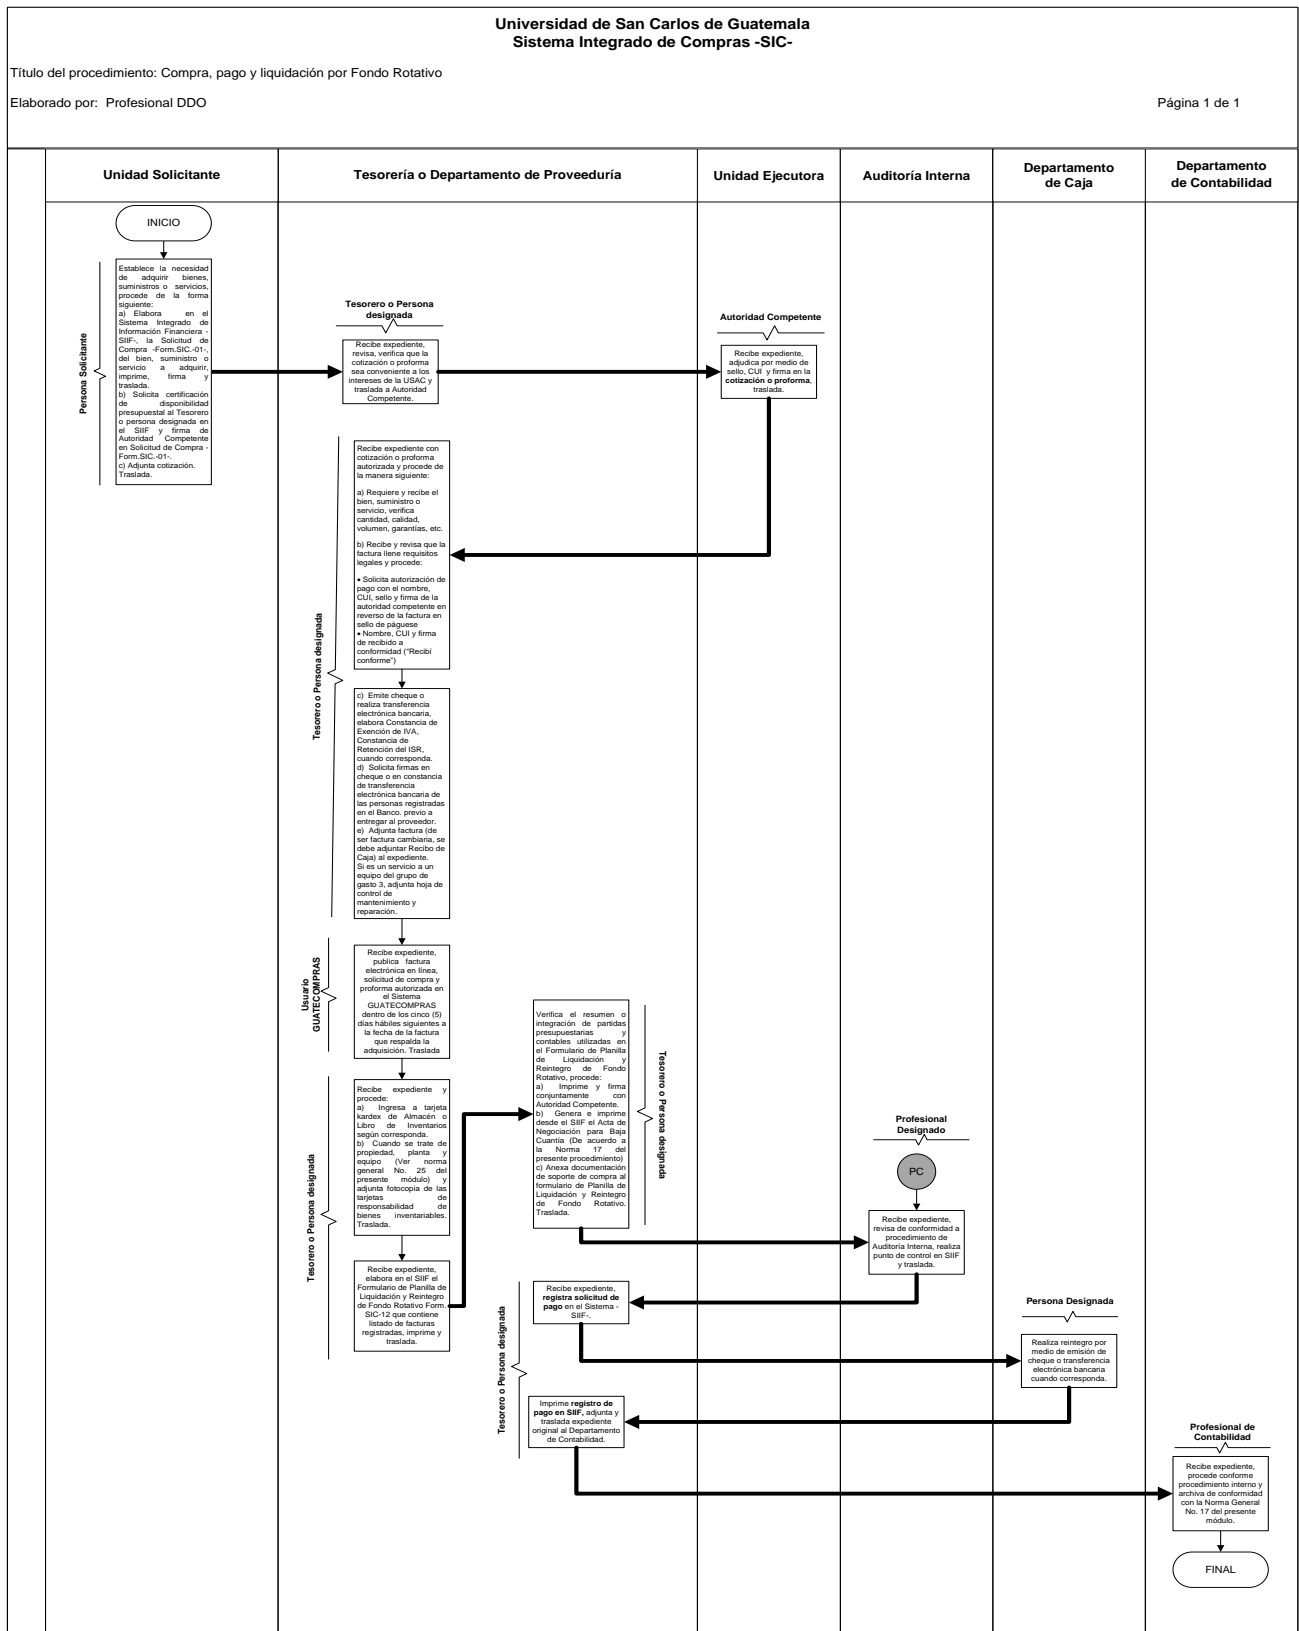 Universidad de San Carlos de Guatemala
Sistema Integrado de Compras -SIC-
Título del procedimiento: Compra, pago y liquidación por Fondo Rotativo
Elaborado por: Profesional DDO
Página 1 de 1
Unidad Solicitante
Tesorería o Departamento de Proveeduría
Unidad Ejecutora
Auditoría Interna
Departamento
de Caja
Departamento
de Contabilidad
INICIO
Persona Solicitante
Establece la necesidad
de adquirir bienes,
suministros o servicios,
procede de la forma
siguiente:
a) Elabora en el
Sistema Integrado de
Información Financiera -
SIIF-, la Solicitud de
Compra -Form.SIC.-01-,
del bien, suministro o
servicio a adquirir,
imprime, firma y
traslada.
b) Solicita certificación
de disponibilidad
presupuestal al Tesorero
o persona designada en
el SIIF y firma de
Autoridad Competente
en Solicitud de Compra -
Form.SIC.-01-.
c) Adjunta cotización.
Traslada.
Tesorero o Persona
designada
Recibe expediente,
revisa, verifica que la
cotización o proforma
sea conveniente a los
intereses de la USAC y
traslada a Autoridad
Competente.
Autoridad Competente
Recibe expediente,
adjudica por medio de
sello, CUI y firma en la
cotización o proforma,
traslada.
Tesorero o Persona designada
Recibe expediente con
cotización o proforma
autorizada y procede de
la manera siguiente:
a) Requiere y recibe el
bien, suministro o
servicio, verifica
cantidad, calidad,
volumen, garantías, etc.
b) Recibe y revisa que la
factura llene requisitos
legales y procede:
• Solicita autorización de
pago con el nombre,
CUI, sello y firma de la
autoridad competente en
reverso de la factura en
sello de páguese
• Nombre, CUI y firma
de recibido a
conformidad ("Recibí
conforme")
c) Emite cheque o
realiza transferencia
electrónica bancaria,
elabora Constancia de
Exención de IVA,
Constancia de
Retención del ISR,
cuando corresponda.
d) Solicita firmas en
cheque o en constancia
de transferencia
electrónica bancaria de
las personas registradas
en el Banco. previo a
entregar al proveedor.
e) Adjunta factura (de
ser factura cambiaria, se
debe adjuntar Recibo de
Caja) al expediente.
Si es un servicio a un
equipo del grupo de
gasto 3, adjunta hoja de
control de
mantenimiento y
reparación.
Usuario
GUATECOMPRAS
Recibe expediente,
publica factura
electrónica en línea,
solicitud de compra y
proforma autorizada en
el Sistema
GUATECOMPRAS
dentro de los cinco (5)
días hábiles siguientes a
la fecha de la factura
que respalda la
adquisición. Traslada
Tesorero o Persona designada
Recibe expediente y
procede:
a) Ingresa a tarjeta
kardex de Almacén o
Libro de Inventarios
según corresponda.
b) Cuando se trate de
propiedad, planta y
equipo (Ver norma
general No. 25 del
presente módulo) y
adjunta fotocopia de las
tarjetas de
responsabilidad de
bienes inventariables.
Traslada.
Recibe expediente,
elabora en el SIIF el
Formulario de Planilla de
Liquidación y Reintegro
de Fondo Rotativo Form.
SIC-12 que contiene
listado de facturas
registradas, imprime y
traslada.
Verifica el resumen o
integración de partidas
presupuestarias y
contables utilizadas en
el Formulario de Planilla
de Liquidación y
Reintegro de Fondo
Rotativo, procede:
a) Imprime y firma
conjuntamente con
Autoridad Competente.
b) Genera e imprime
desde el SIIF el Acta de
Negociación para Baja
Cuantía (De acuerdo a
la Norma 17 del
presente procedimiento)
c) Anexa documentación
de soporte de compra al
formulario de Planilla de
Liquidación y Reintegro
de Fondo Rotativo.
Traslada.
Tesorero o Persona designada
Profesional
Designado
PC
Recibe expediente,
revisa de conformidad a
procedimiento de
Auditoría Interna, realiza
punto de control en SIIF
y traslada.
Tesorero o Persona designada
Recibe expediente,
registra solicitud de
pago en el Sistema -
SIIF-.
Persona Designada
Realiza reintegro por
medio de emisión de
cheque o transferencia
electrónica bancaria
cuando corresponda.
Imprime registro de
pago en SIIF, adjunta y
traslada expediente
original al Departamento
de Contabilidad.
Profesional de
Contabilidad
Recibe expediente,
procede conforme
procedimiento interno y
archiva de conformidad
con la Norma General
No. 17 del presente
módulo.
FINAL